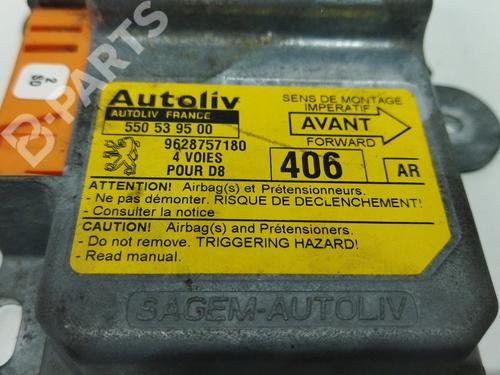 B-PARTS
2
SD
Autoliv
AUTOLIV FRANCE
550 53 95 00
9628757180
4 VOIES
POUR D8
SENS DE MONTAGE
IMPERATIF
AVANT
FORWARD
406
AR
ATTENTION! Airbag(s) et Prétensionneurs.
- Ne pas démonter. RISQUE DE DECLENCHEMENT!
- Consulter la notice
CAUTION! Airbag(s) and Prétensioners.
- Do not remove. TRIGGERING HAZARD!
- Read manual.
SAGEM-AUTOLIV